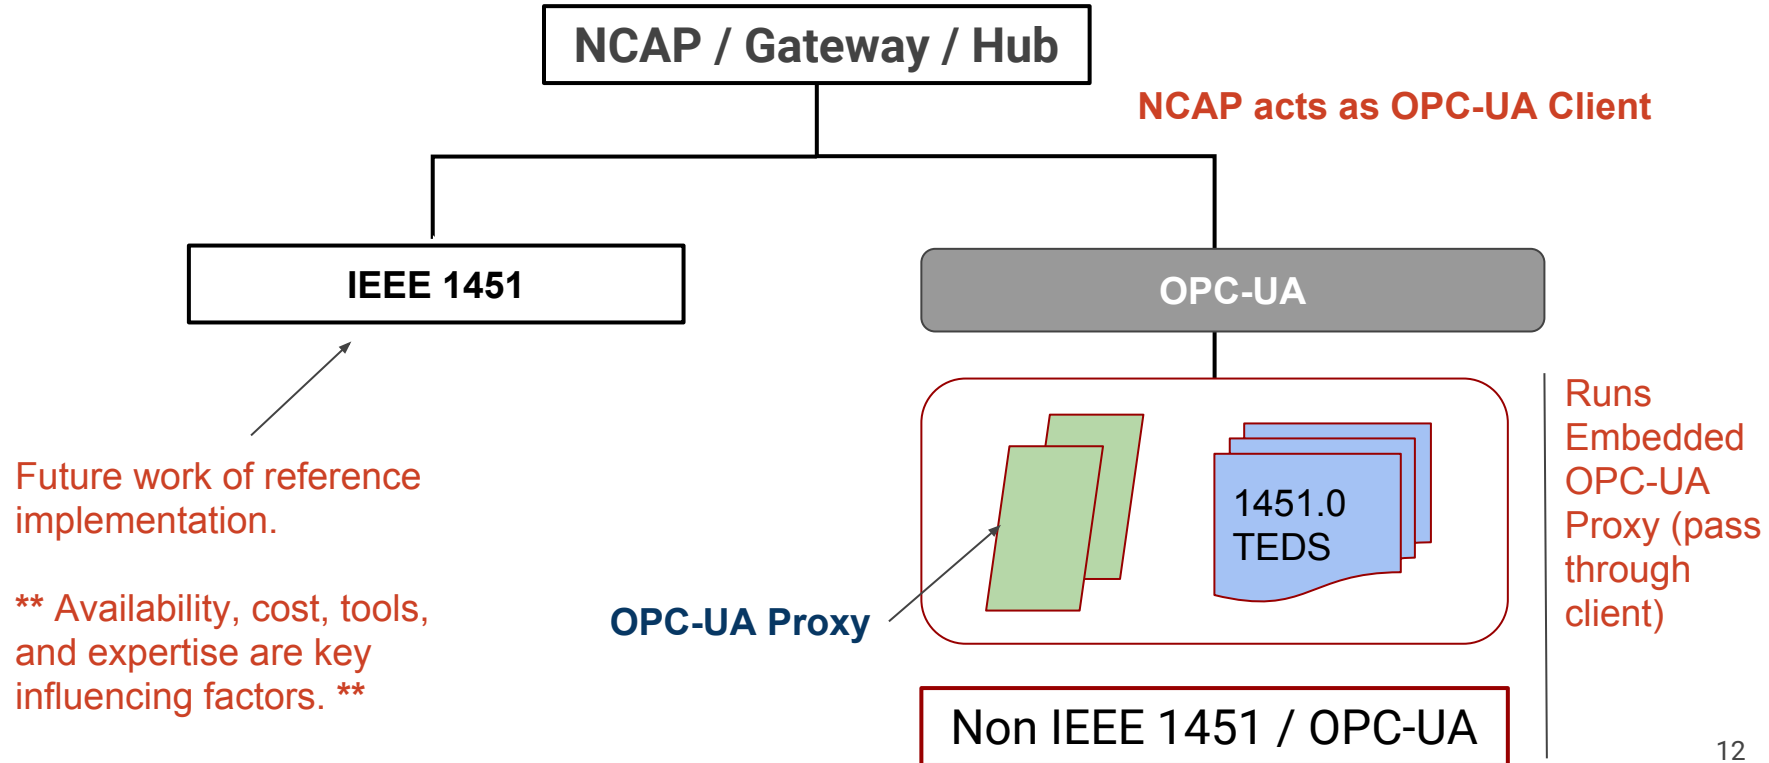 NCAP / Gateway / Hub
NCAP acts as OPC-UA Client
IEEE 1451
OPC-UA
Future work of reference
implementation.
** Availability, cost, tools,
and expertise are key
influencing factors. **
OPC-UA Proxy
1451.0
TEDS
Runs
Embedded
OPC-UA
Proxy (pass
through
client)
Non IEEE 1451 / OPC-UA
12